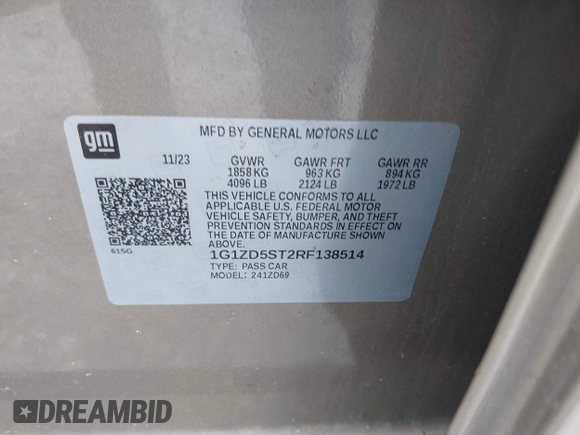 gm
MFD BY GENERAL MOTORS LLC
11/23 GVWR GAWR FRT GAWR RR
1858 KG 963 KG 894 KG
4096 LB 2124 LB 1972 LB
THIS VEHICLE CONFORMS TO ALL
APPLICABLE U.S. FEDERAL MOTOR
VEHICLE SAFETY, BUMPER, AND THEFT
PREVENTION STANDARDS IN EFFECT ON
THE DATE OF MANUFACTURE SHOWN
ABOVE.
615G
1G1ZD5ST2RF138514
TYPE: PASS CAR
MODEL: 241ZD69
DREAMBID